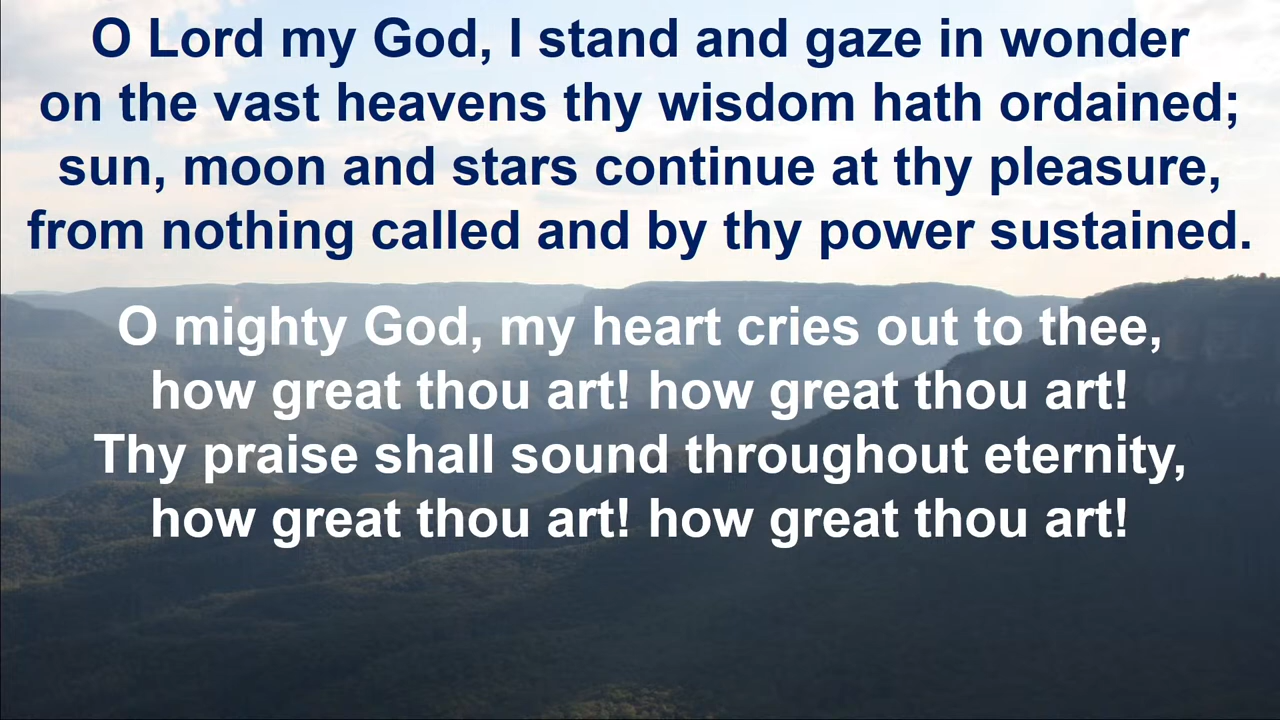 O Lord my God, I stand and gaze in wonder
on the vast heavens thy wisdom hath ordained;
sun, moon and stars continue at thy pleasure,
from nothing called and by thy power sustained.
O mighty God, my heart cries out to thee,
how great thou art! how great thou art!
Thy praise shall sound throughout eternity,
how great thou art! how great thou art!